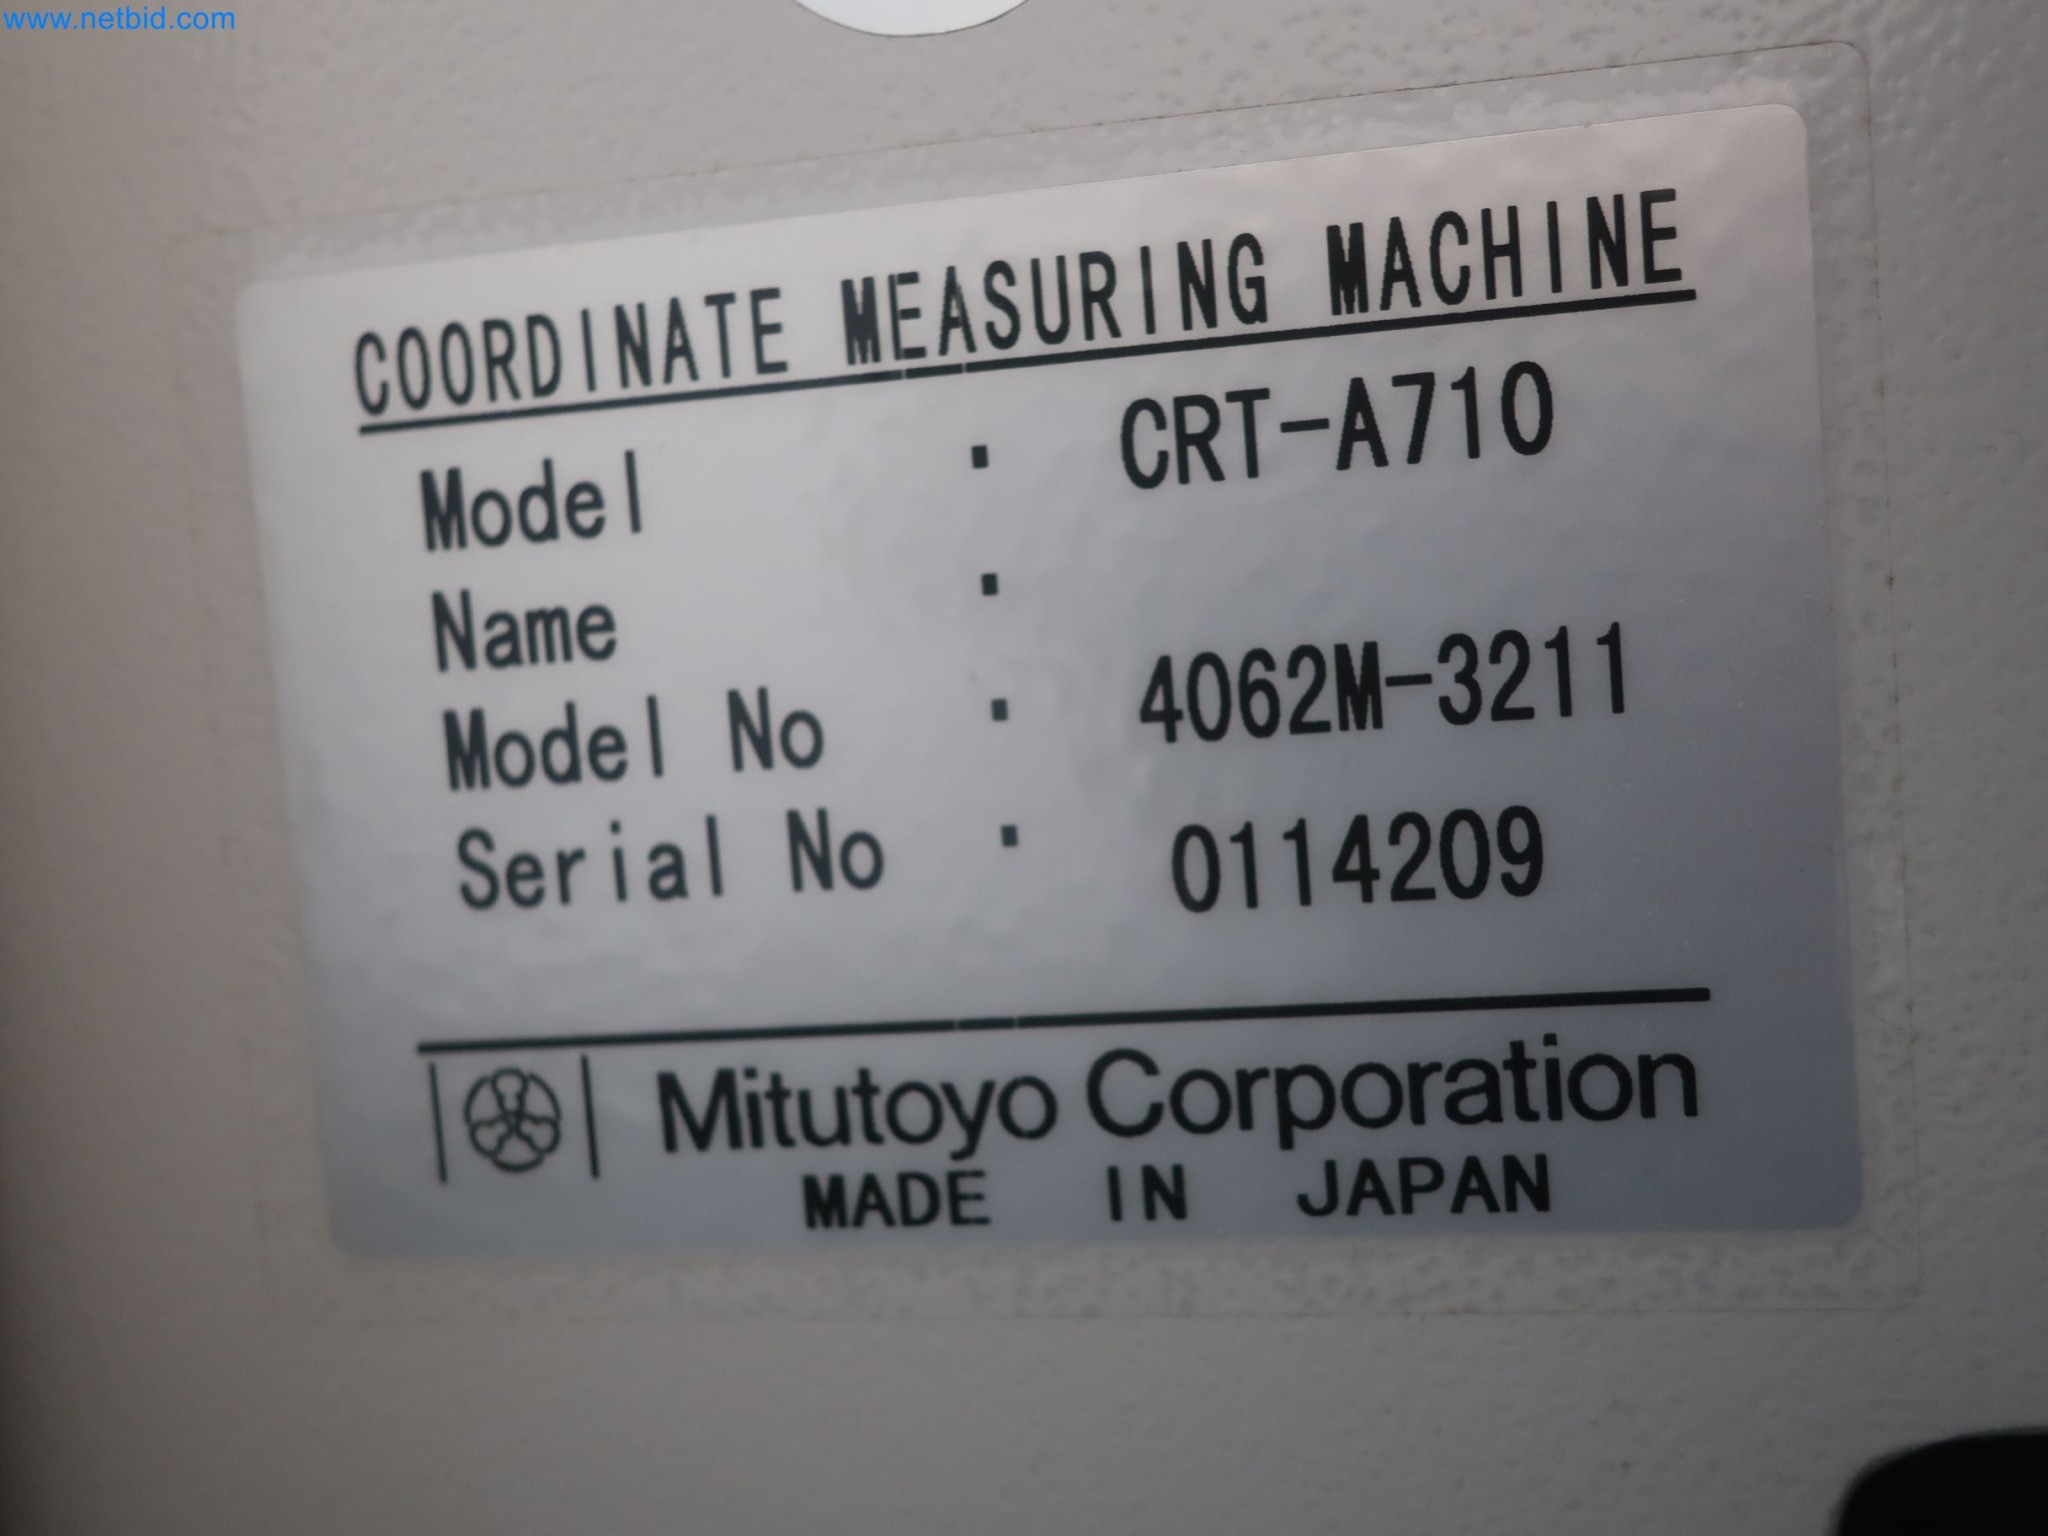 www.netbid.com
COORDINATE MEASURING MACHINE
Model · CRT-A710
Name ·
Model No · 4062M-3211
Serial No · 0114209
Mitutoyo Corporation
MADE IN JAPAN